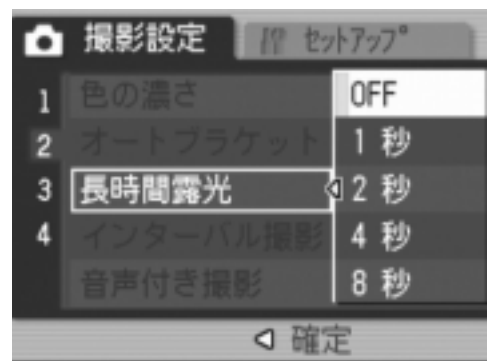 撮影設定 セットアップ
1 色の濃さ OFF
2 オートブラケット 1 秒
3 長時間露光 2 秒
4 インターバル撮影 4 秒
音声付き撮影 8 秒
確定